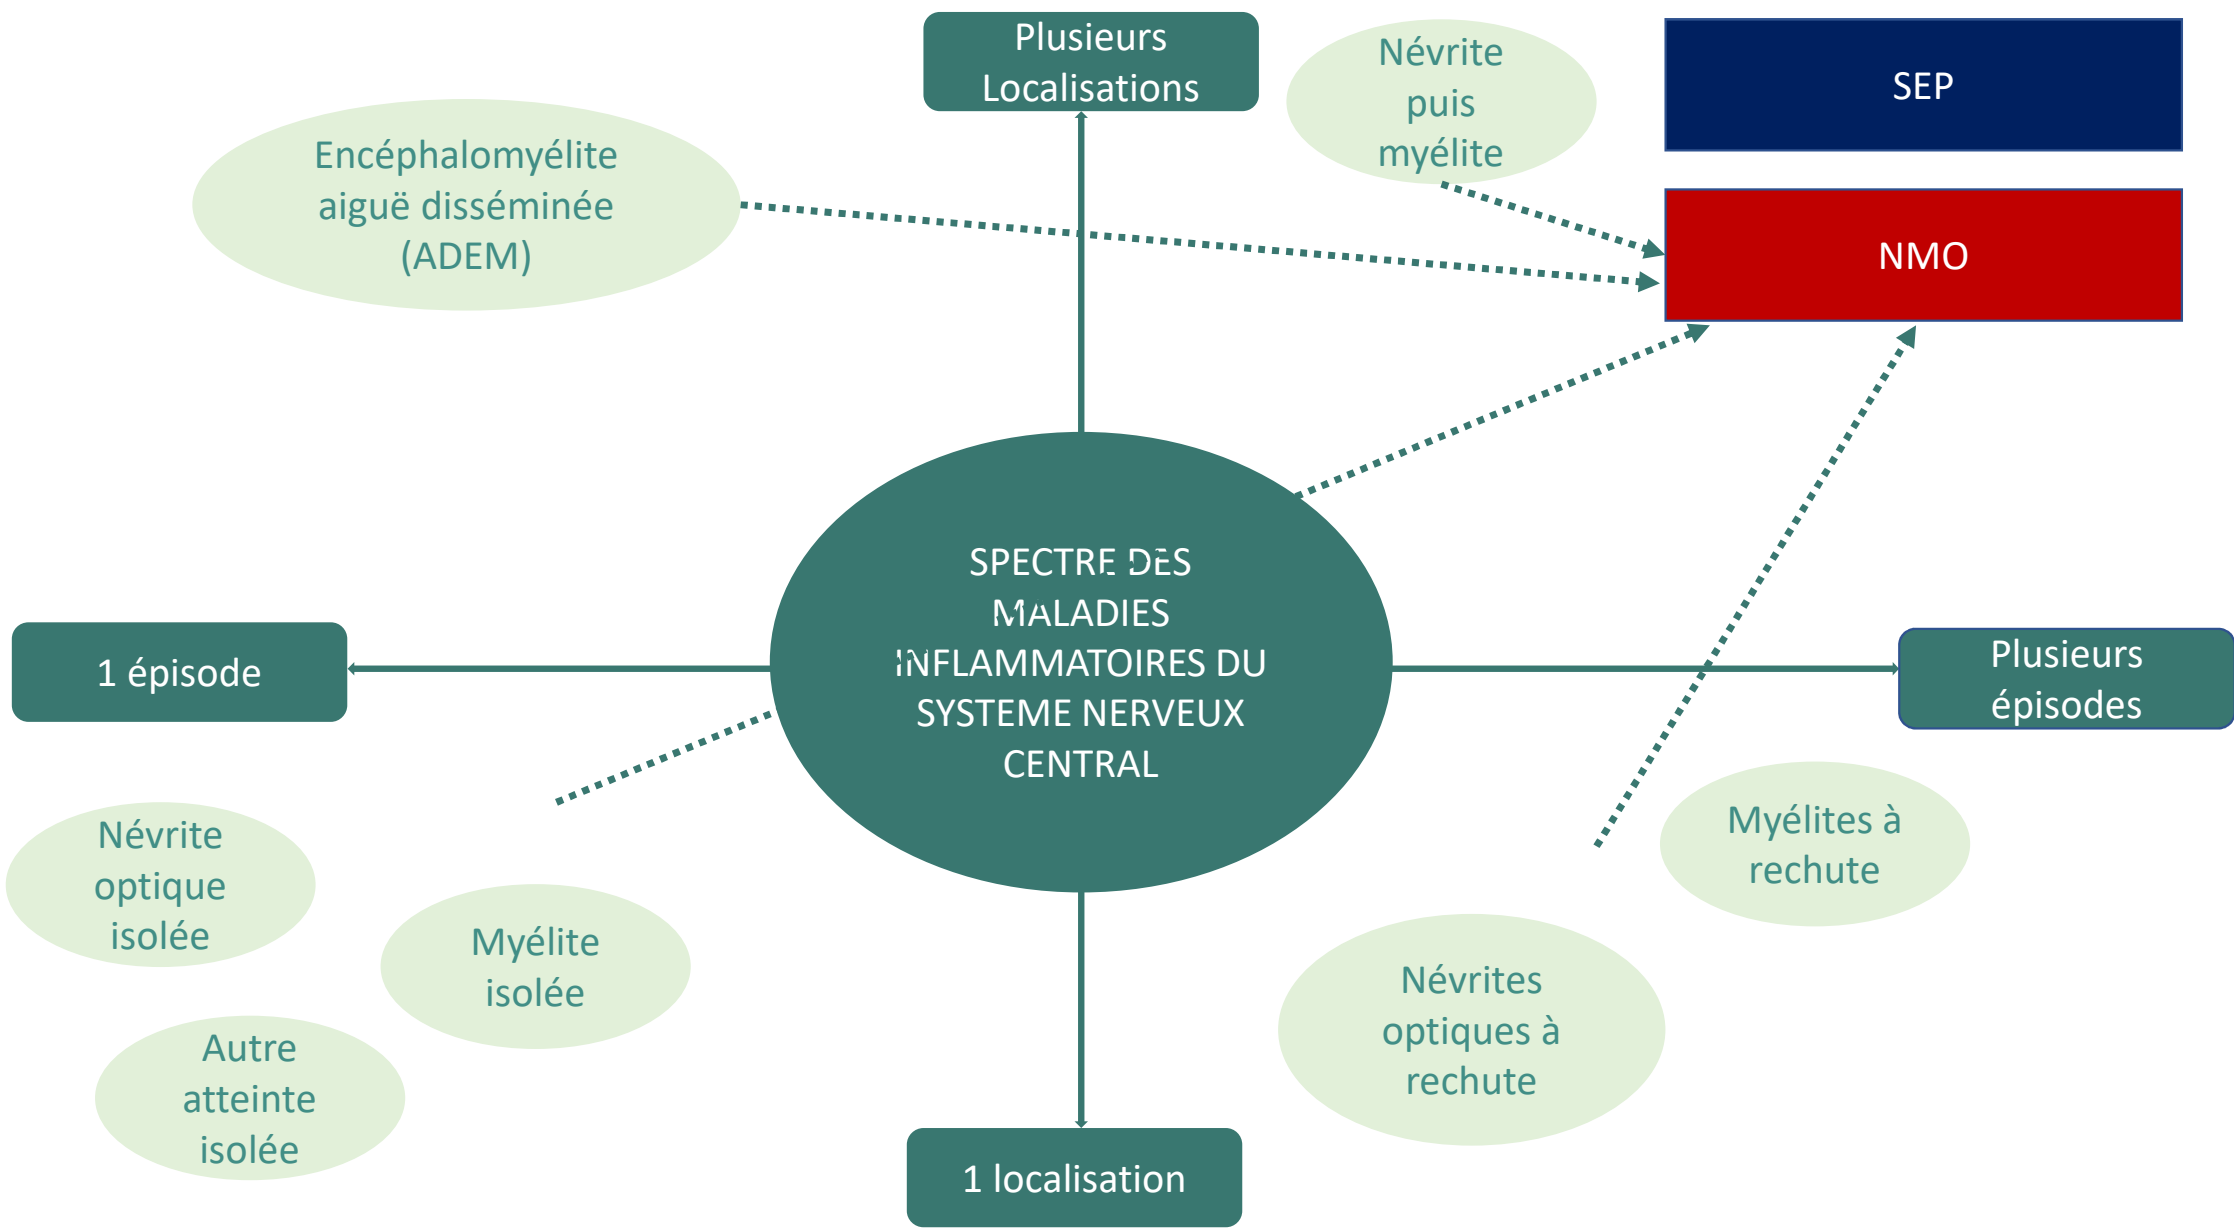 Plusieurs
Localisations
Névrite
puis
myélite
SEP
Encéphalomyélite
aiguë disséminée
(ADEM)
NMO
SPECTRE DES
MALADIES
INFLAMMATOIRES DU
SYSTEME NERVEUX
CENTRAL
1 épisode
Plusieurs
épisodes
Névrite
optique
isolée
Myélite
isolée
Autre
atteinte
isolée
Myélites à
rechute
Névrites
optiques à
rechute
1 localisation